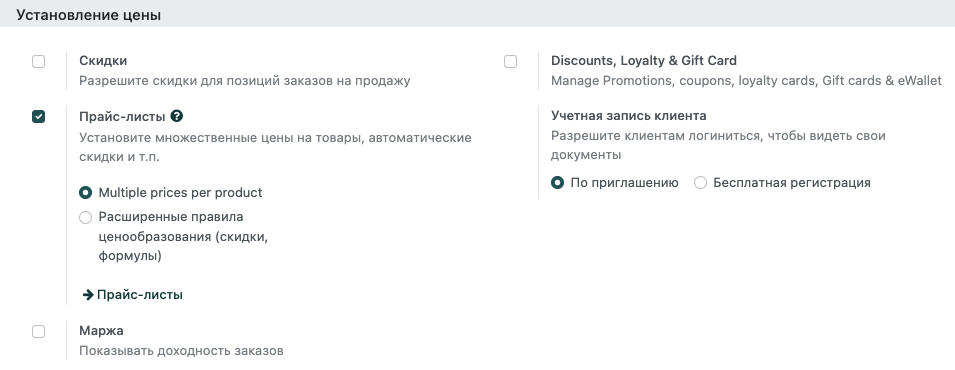 Установление цены
Скидки
Разрешите скидки для позиций заказов на продажу
Discounts, Loyalty & Gift Card
Manage Promotions, coupons, loyalty cards, Gift cards & eWallet
Прайс-листы ?
Установите множественные цены на товары, автоматические
скидки и т.п.
Multiple prices per product
Расширенные правила
ценообразования (скидки,
формулы)
Прайс-листы
Учетная запись клиента
Разрешите клиентам логиниться, чтобы видеть свои
документы
По приглашению Бесплатная регистрация
Маржа
Показывать доходность заказов